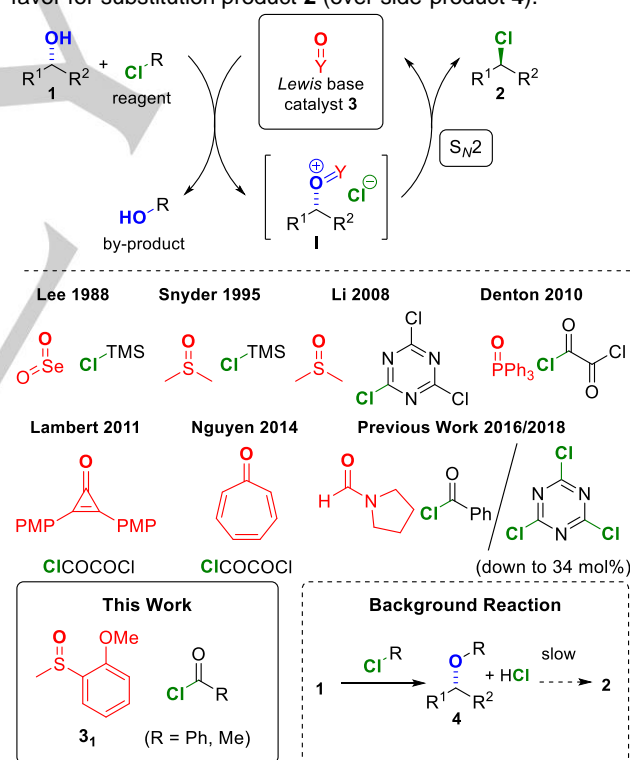 favor for substitution product 2 (over side-product 4).
OH
R¹ R² + Cl R
1 reagent
O
Y
Lewis base
catalyst 3
Cl
R¹ R²
2
SN2
HO R
by-product
⊕
O Y Cl ⊖
R¹ R²
I
Lee 1988 Snyder 1995 Li 2008 Denton 2010
O Se O Cl TMS
O S Cl TMS
O S Cl N N N Cl Cl
O PPh₃ Cl O O Cl
Lambert 2011 Nguyen 2014 Previous Work 2016/2018
O
PMP PMP
ClCOCOCl
O
ClCOCOCl
O H N O Cl Ph
Cl N N N Cl Cl
(down to 34 mol%)
This Work
O S OMe
3₁
O Cl R
(R = Ph, Me)
Background Reaction
1 Cl R
O R
R¹ R²
4
+ HCl slow 2